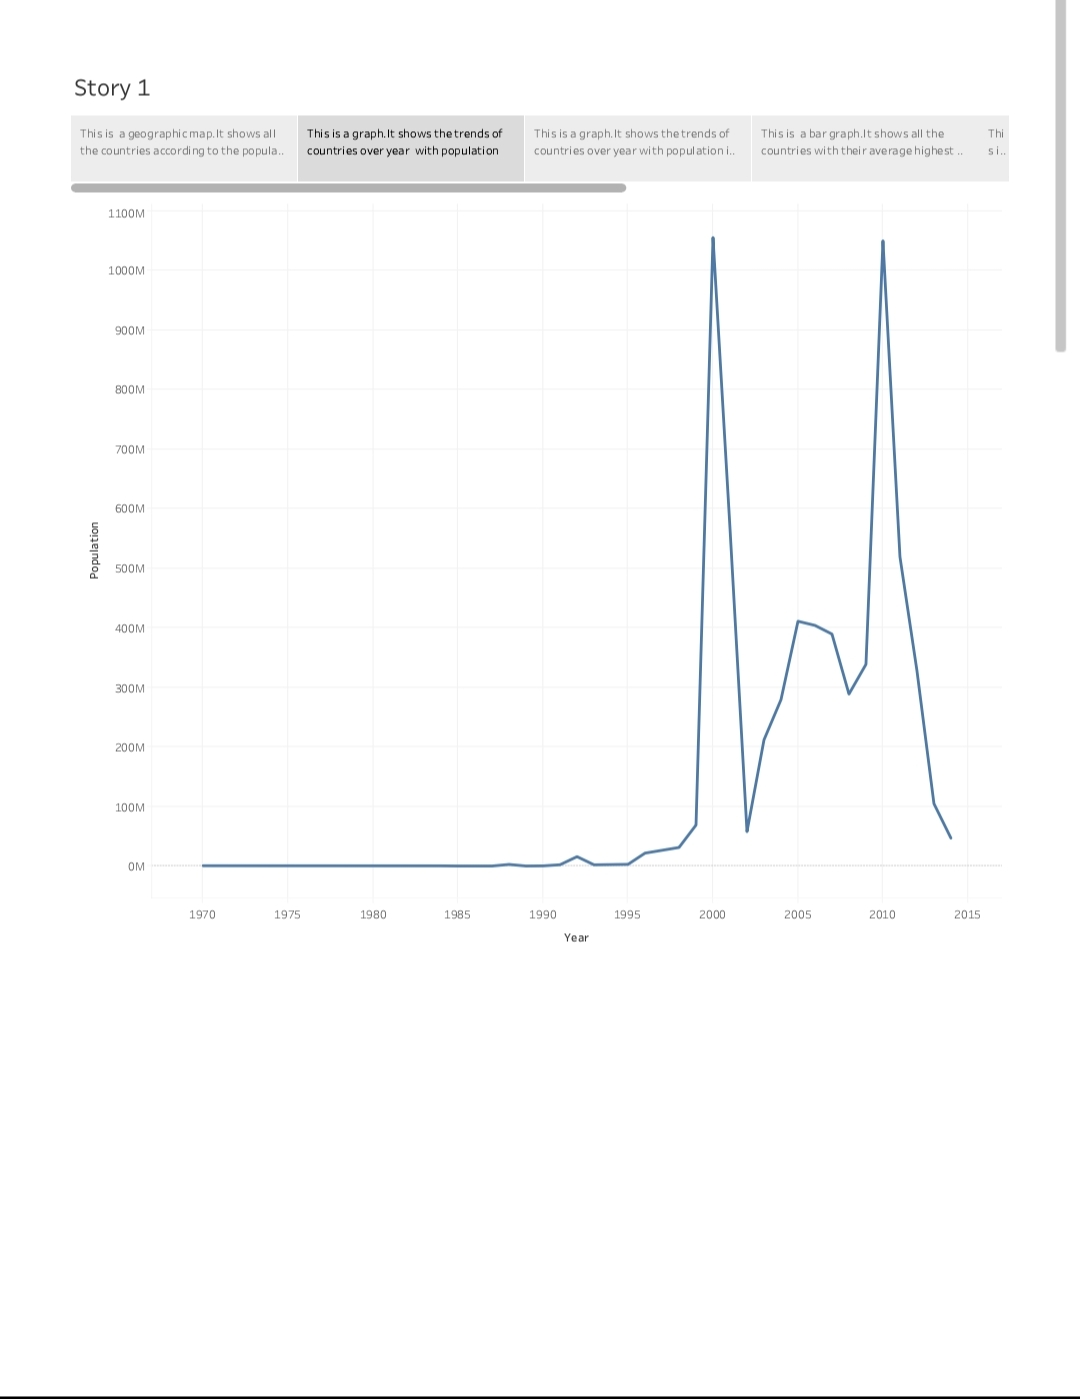 Story 1
This is a geographic map.It shows all
the countries according to the popula..
This is a graph.It shows the trends of
countries over year with population
This is a graph.It shows the trends of
countries over year with population i..
This is a bar graph.It shows all the
countries with their average highest ..
Thi
s i..
1100M
1000M
900M
800M
700M
600M
500M
400M
300M
200M
100M
0M
Population
1970 1975 1980 1985 1990 1995 2000 2005 2010 2015
Year